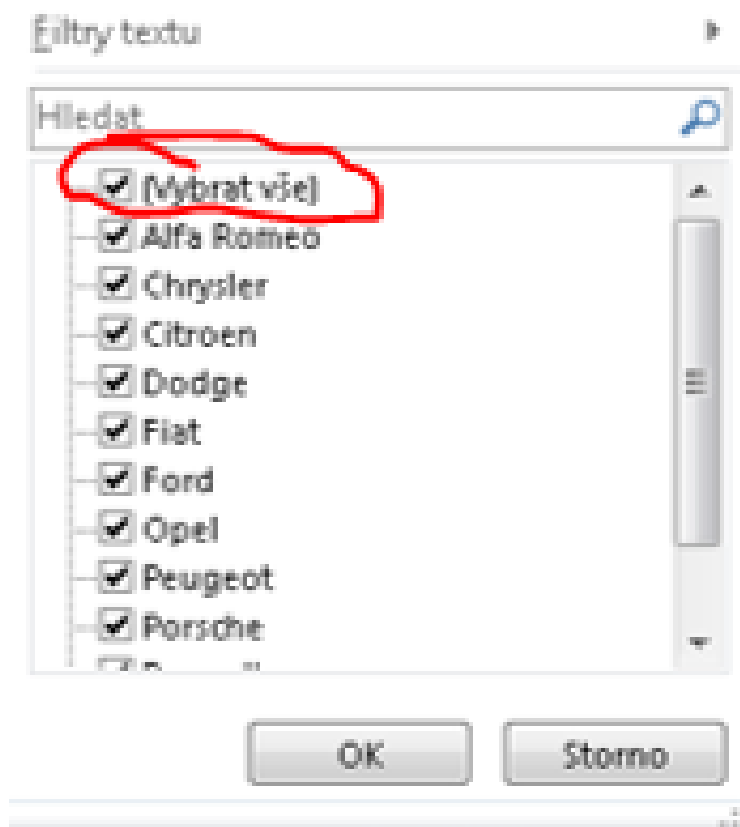 Filtry textu
Hledat
(Vybrat vše)
Alfa Romeo
Chrysler
Citroen
Dodge
Fiat
Ford
Opel
Peugeot
Porsche
OK
Storno